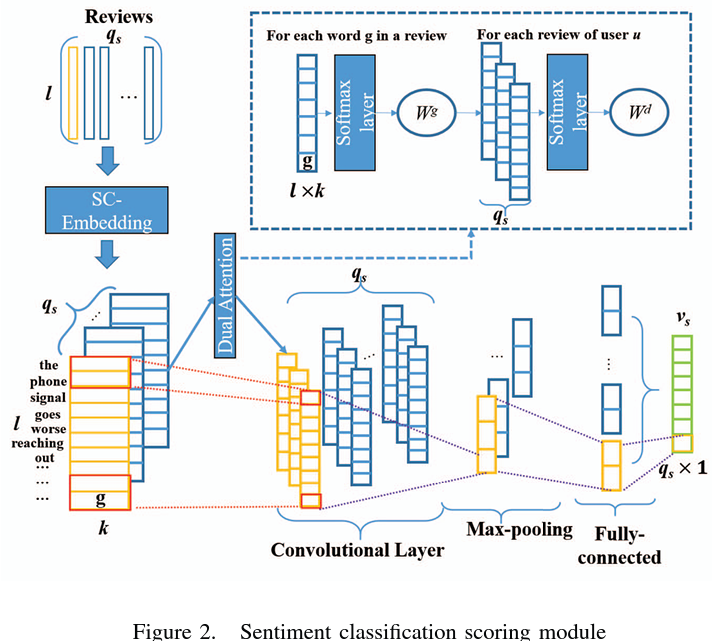 Reviews
q_s
l
...
SC-
Embedding
For each word g in a review
For each review of user u
g
l × k
Softmax
layer
W^g
q_s
Softmax
layer
W^d
Dual Attention
q_s
...
the
phone
signal
goes
l
worse
reaching
out
...
...
g
k
q_s
...
Convolutional Layer
...
Max-pooling
...
Fully-
connected
v_s
q_s × 1
Figure 2. Sentiment classification scoring module